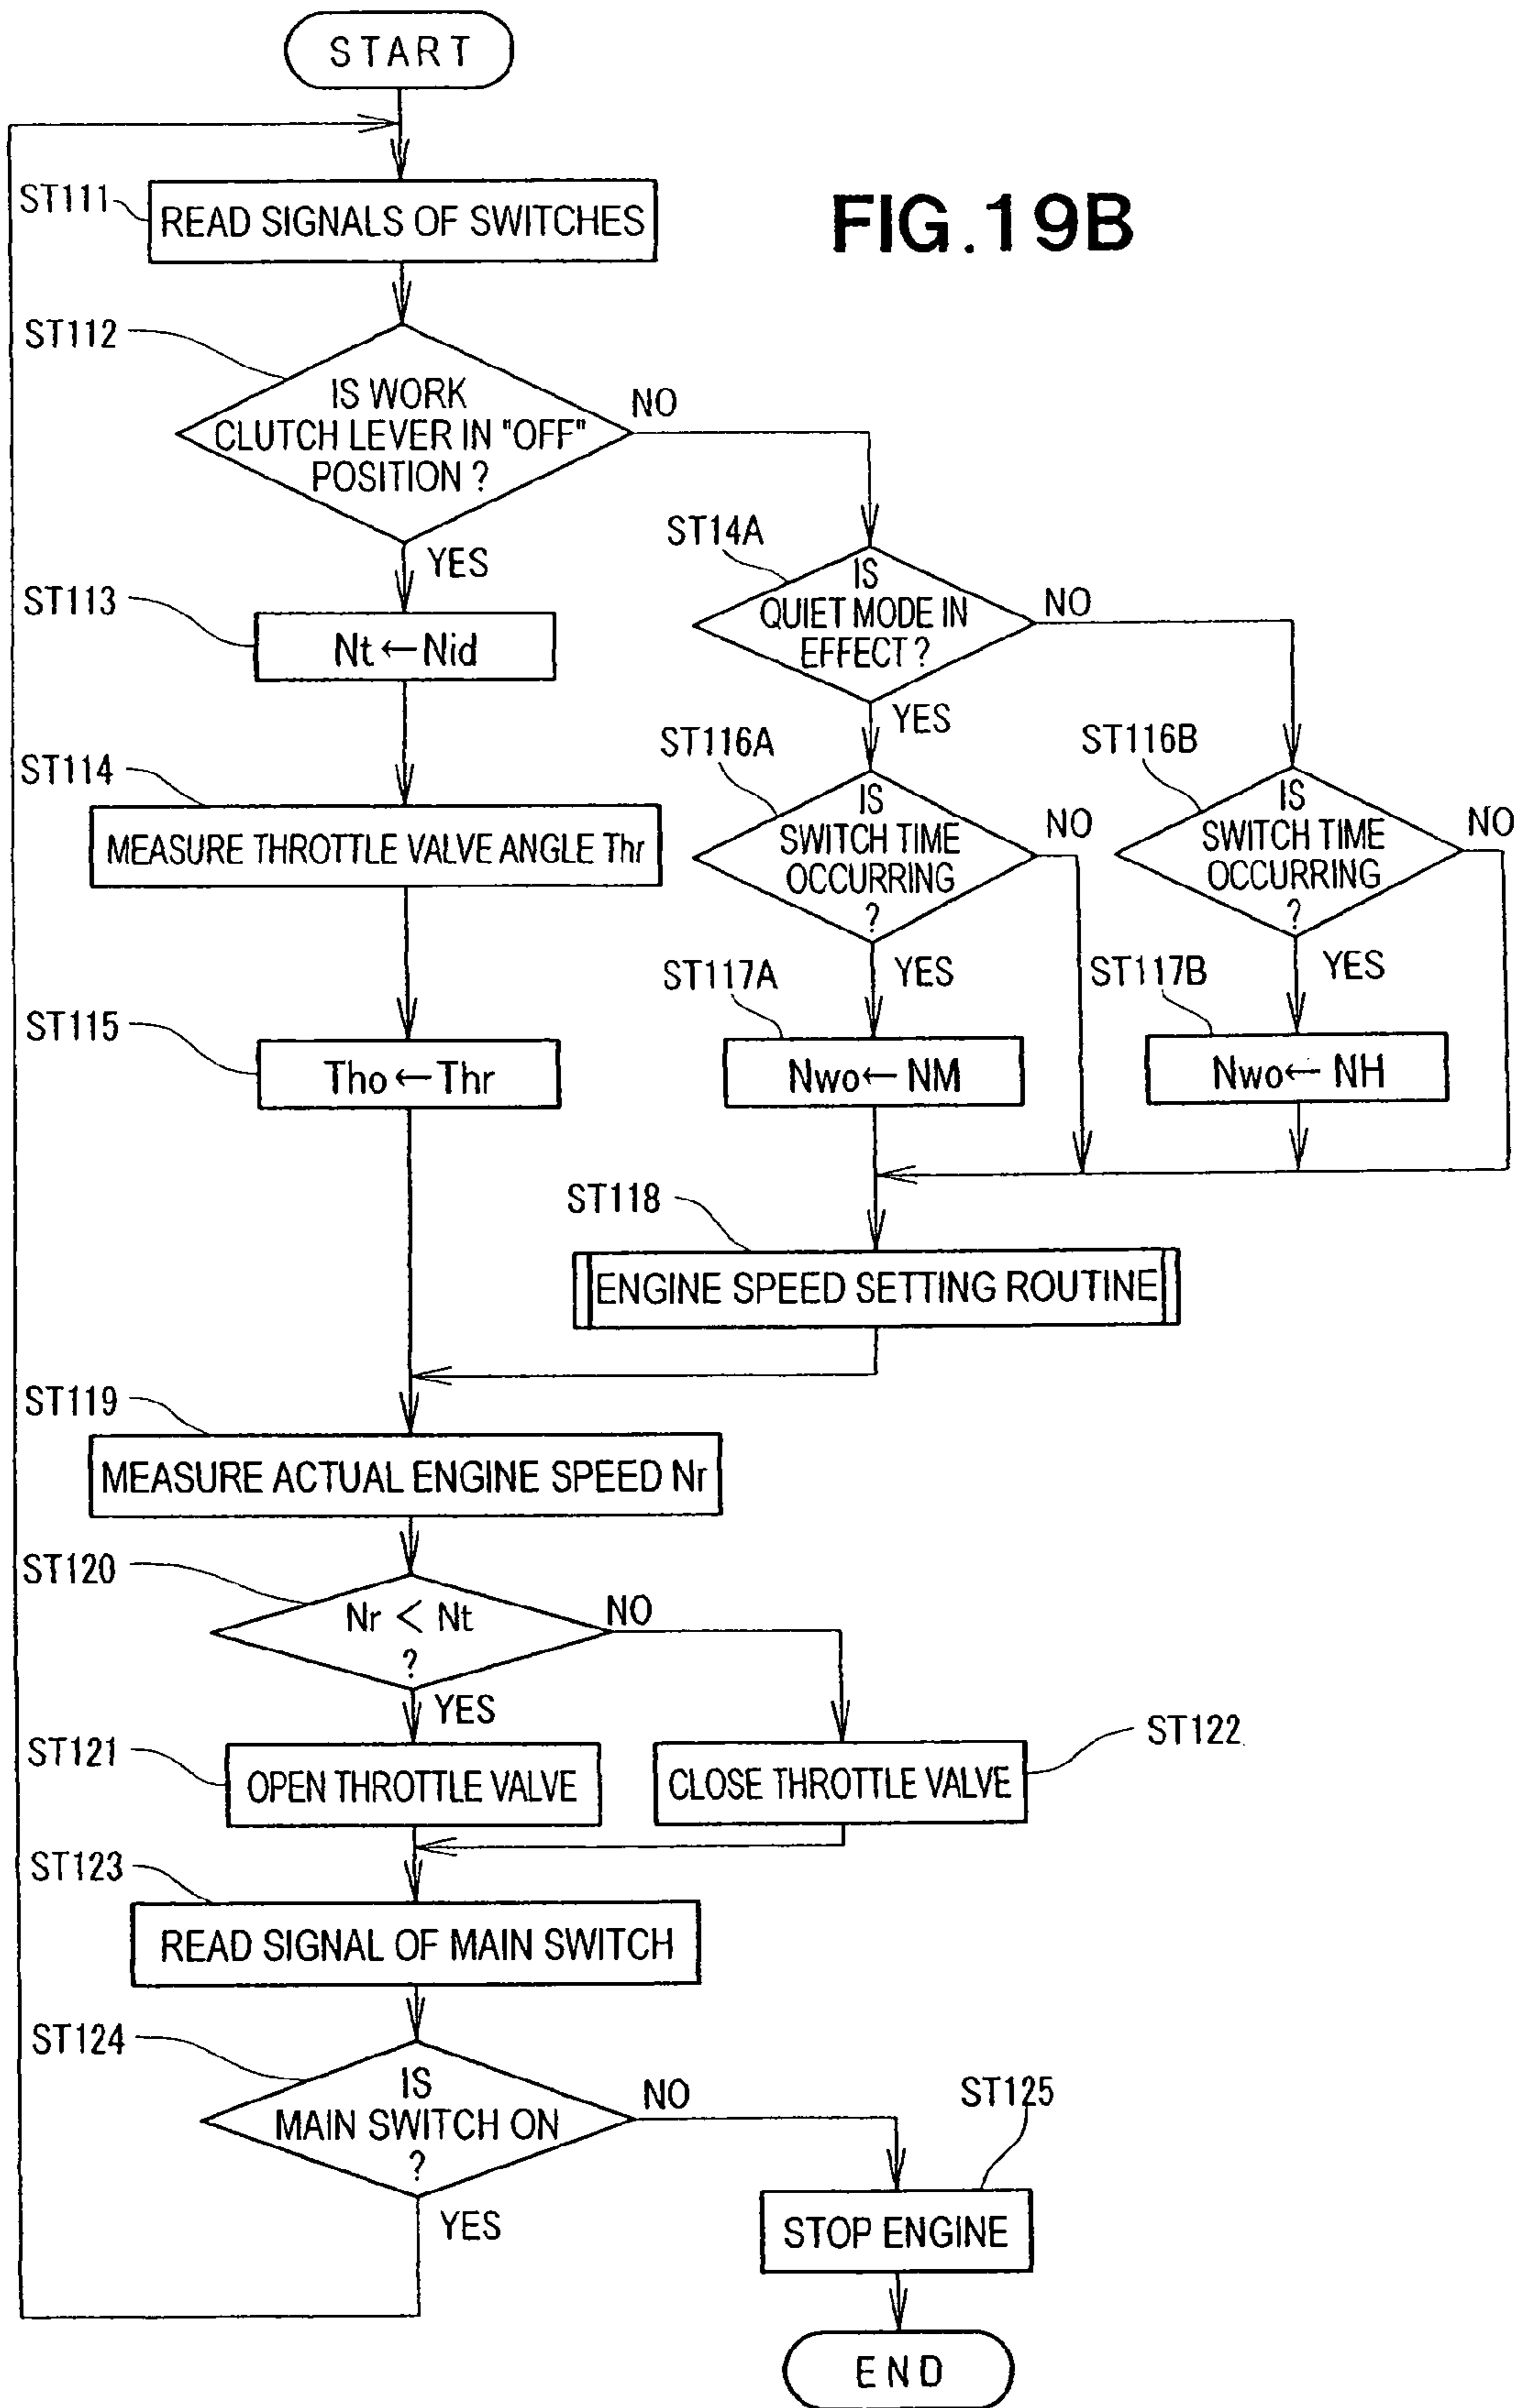 START
ST111
READ SIGNALS OF SWITCHES
FIG.19B
ST112
IS WORK
CLUTCH LEVER IN "OFF"
POSITION ?
NO
YES
ST14A
IS
QUIET MODE IN
EFFECT ?
NO
YES
ST113
Nt ← Nid
ST116A
IS
SWITCH TIME
OCCURRING
?
NO
YES
ST116B
IS
SWITCH TIME
OCCURRING
?
NO
YES
ST114
MEASURE THROTTLE VALVE ANGLE Thr
ST117A
Nwo ← NM
ST117B
Nwo ← NH
ST115
Tho ← Thr
ST118
ENGINE SPEED SETTING ROUTINE
ST119
MEASURE ACTUAL ENGINE SPEED Nr
ST120
Nr < Nt
?
NO
YES
ST121
OPEN THROTTLE VALVE
ST122
CLOSE THROTTLE VALVE
ST123
READ SIGNAL OF MAIN SWITCH
ST124
IS
MAIN SWITCH ON
?
NO
YES
ST125
STOP ENGINE
END